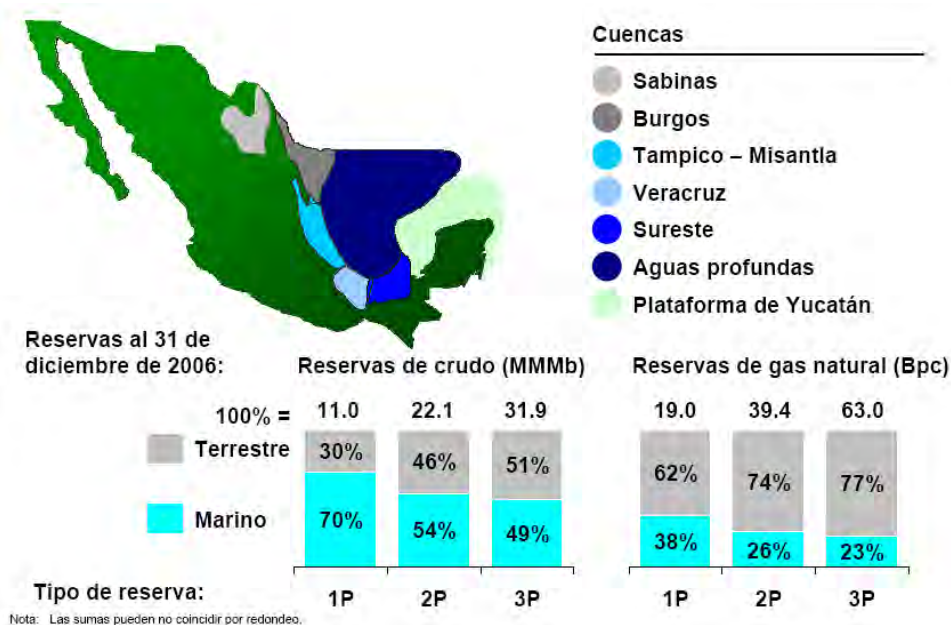 Cuencas
Sabinas
Burgos
Tampico – Misantla
Veracruz
Sureste
Aguas profundas
Plataforma de Yucatán
Reservas al 31 de
diciembre de 2006:
Reservas de crudo (MMMb)
Reservas de gas natural (Bpc)
100% = 11.0 22.1 31.9 19.0 39.4 63.0
Terrestre 30% 46% 51% 62% 74% 77%
Marino 70% 54% 49% 38% 26% 23%
Tipo de reserva: 1P 2P 3P 1P 2P 3P
Nota: Las sumas pueden no coincidir por redondeo.